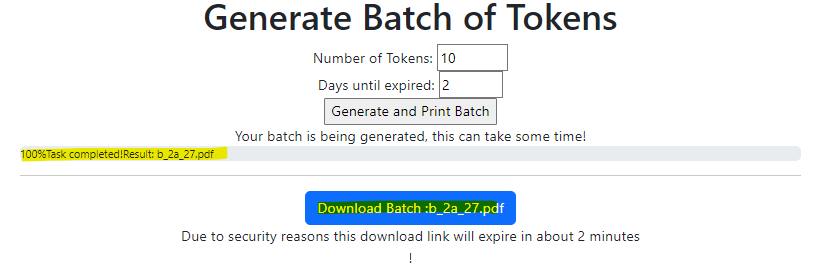 Generate Batch of Tokens
Number of Tokens: 10
Days until expired: 2
Generate and Print Batch
Your batch is being generated, this can take some time!
100%Task completed!Result: b_2a_27.pdf
Download Batch :b_2a_27.pdf
Due to security reasons this download link will expire in about 2 minutes
!